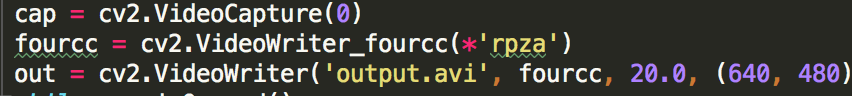 cap = cv2.VideoCapture(0)
fourcc = cv2.VideoWriter_fourcc(*'rpza')
out = cv2.VideoWriter('output.avi', fourcc, 20.0, (640, 480)